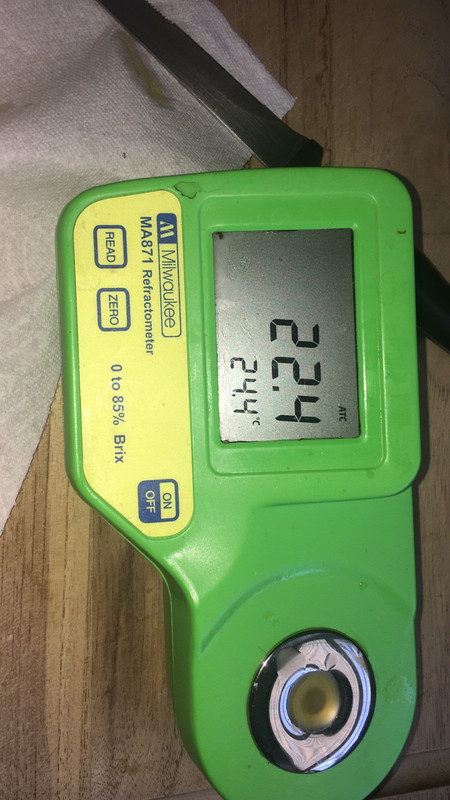 ATC
22.4
24.4 °C
Milwaukee
MA871 Refractometer
READ
ZERO
0 to 85% Brix
ON
OFF